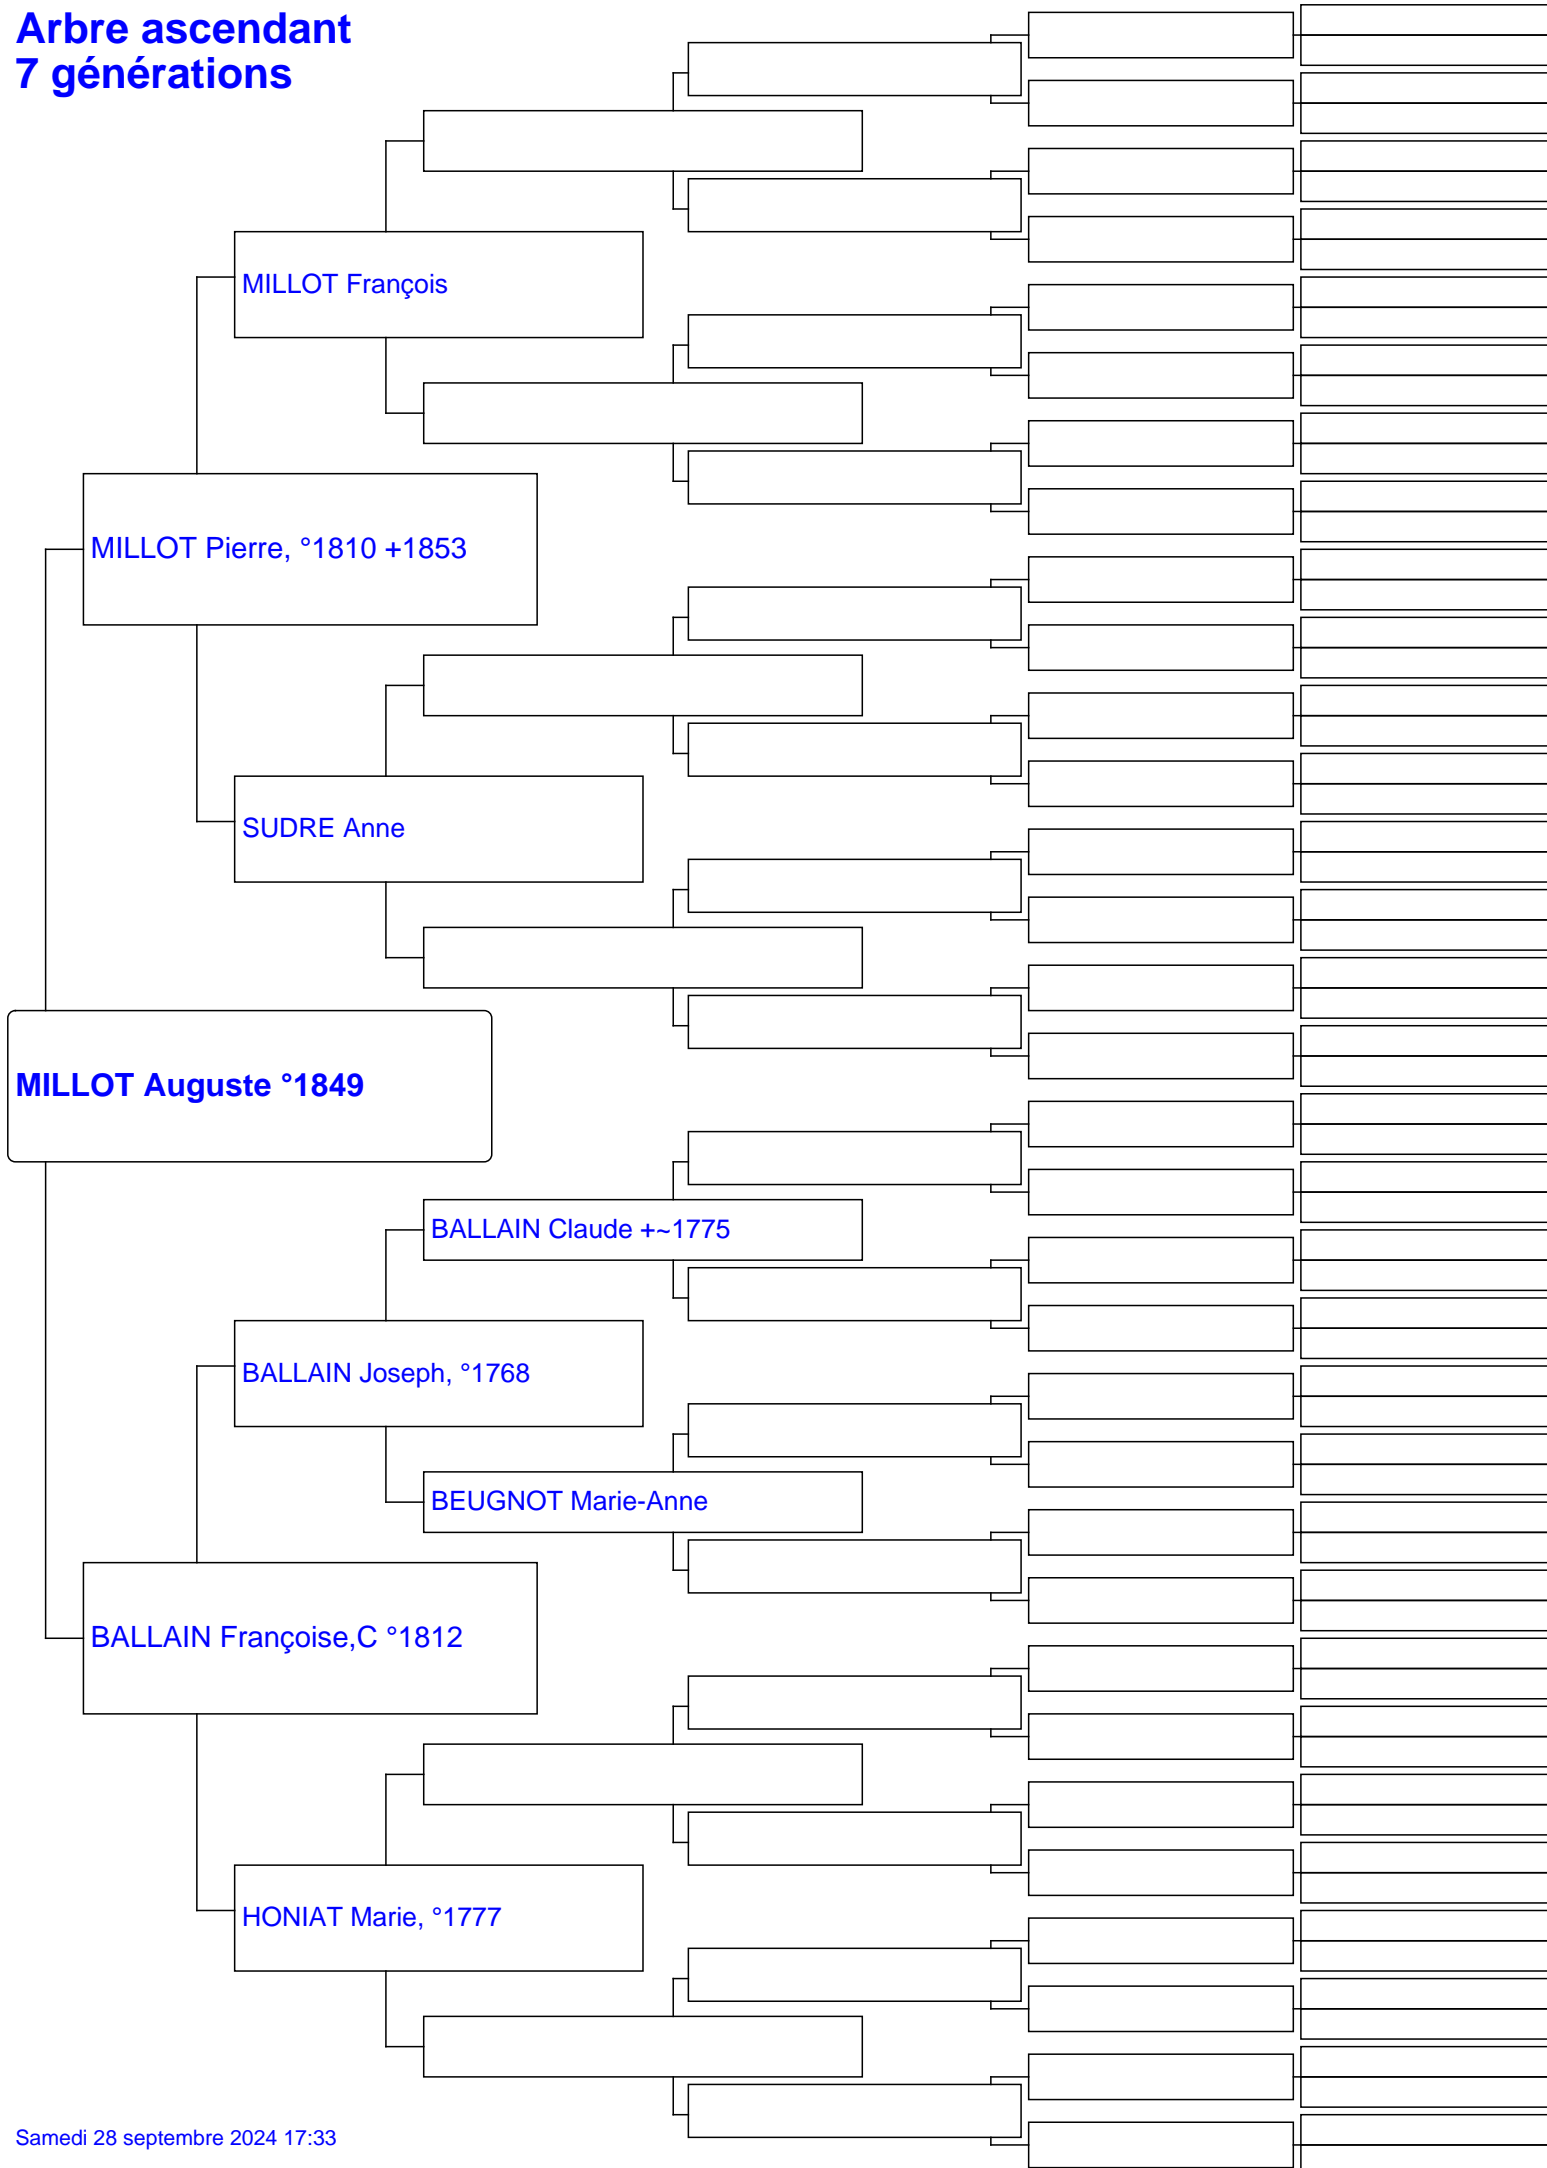 Arbre ascendant
7 générations
MILLOT François
MILLOT Pierre, °1810 +1853
SUDRE Anne
MILLOT Auguste °1849
BALLAIN Claude +~1775
BALLAIN Joseph, °1768
BEUGNOT Marie-Anne
BALLAIN Françoise,C °1812
HONIAT Marie, °1777
Samedi 28 septembre 2024 17:33